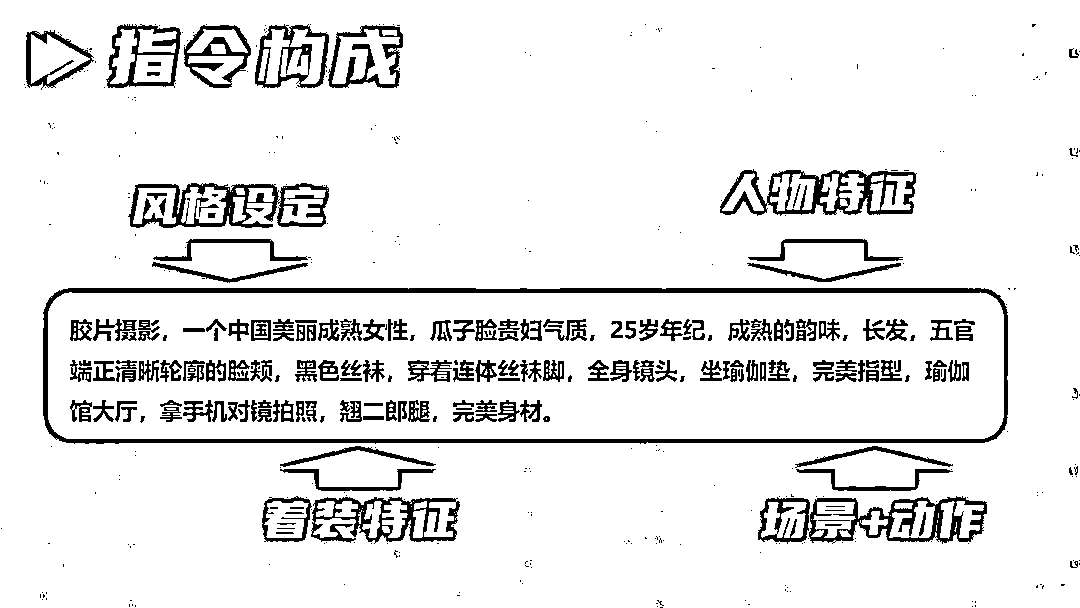 指令构成
风格设定
人物特征
胶片摄影，一个中国美丽成熟女性，瓜子脸贵妇气质，25岁年纪，成熟的韵味，长发，五官
端正清晰轮廓的脸颊，黑色丝袜，穿着连体丝袜脚，全身镜头，坐瑜伽垫，完美指型，瑜伽
馆大厅，拿手机对镜拍照，翘二郎腿，完美身材。
着装特征
场景+动作